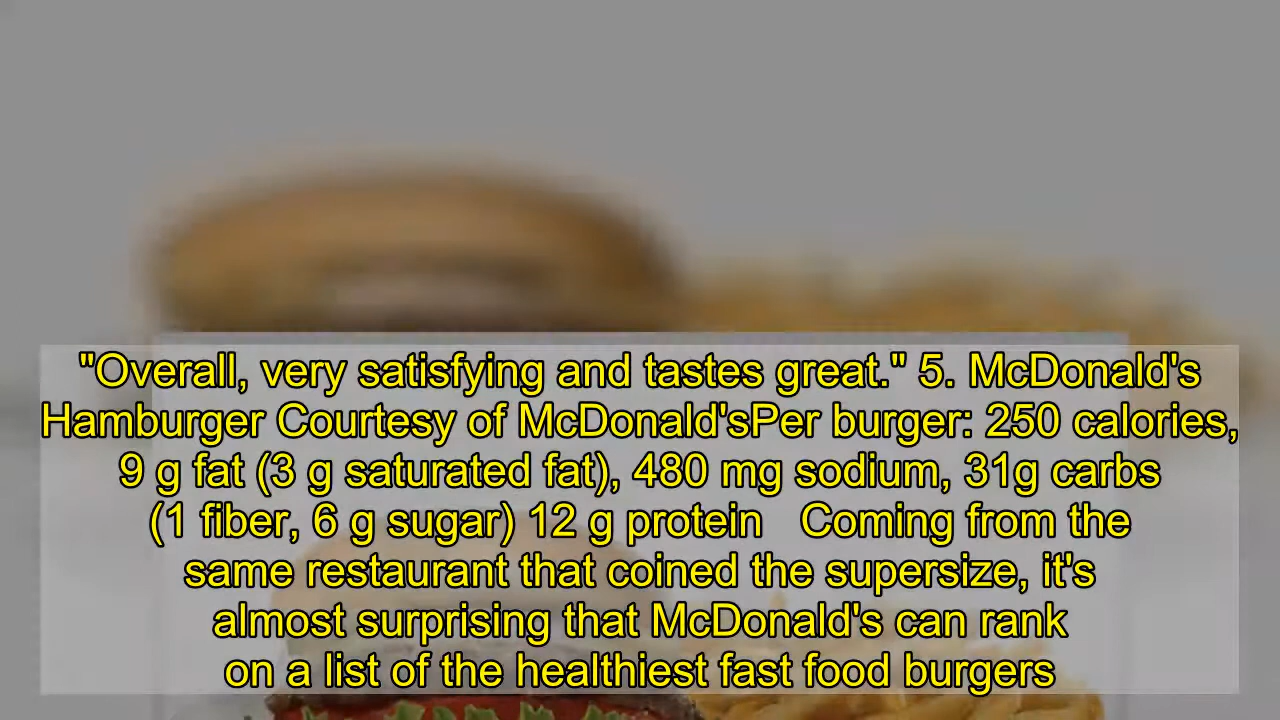 "Overall, very satisfying and tastes great." 5. McDonald's
Hamburger Courtesy of McDonald'sPer burger: 250 calories,
9 g fat (3 g saturated fat), 480 mg sodium, 31g carbs
(1 fiber, 6 g sugar) 12 g protein   Coming from the
same restaurant that coined the supersize, it's
almost surprising that McDonald's can rank
on a list of the healthiest fast food burgers